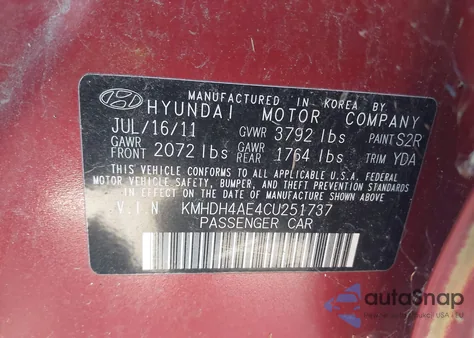 MANUFACTURED IN KOREA BY
HYUNDAI MOTOR COMPANY
JUL/16/11 GVWR 3792 lbs PAINT S2R
GAWR FRONT 2072 lbs GAWR REAR 1764 lbs TRIM YDA
THIS VEHICLE CONFORMS TO ALL APPLICABLE U.S.A.
FEDERAL MOTOR VEHICLE SAFETY, BUMPER, AND THEFT
PREVENTION STANDARDS IN EFFECT ON THE DATE OF
MANUFACTURE SHOWN ABOVE.
V.I.N KMHDH4AE4CU251737
PASSENGER CAR
autoSnap